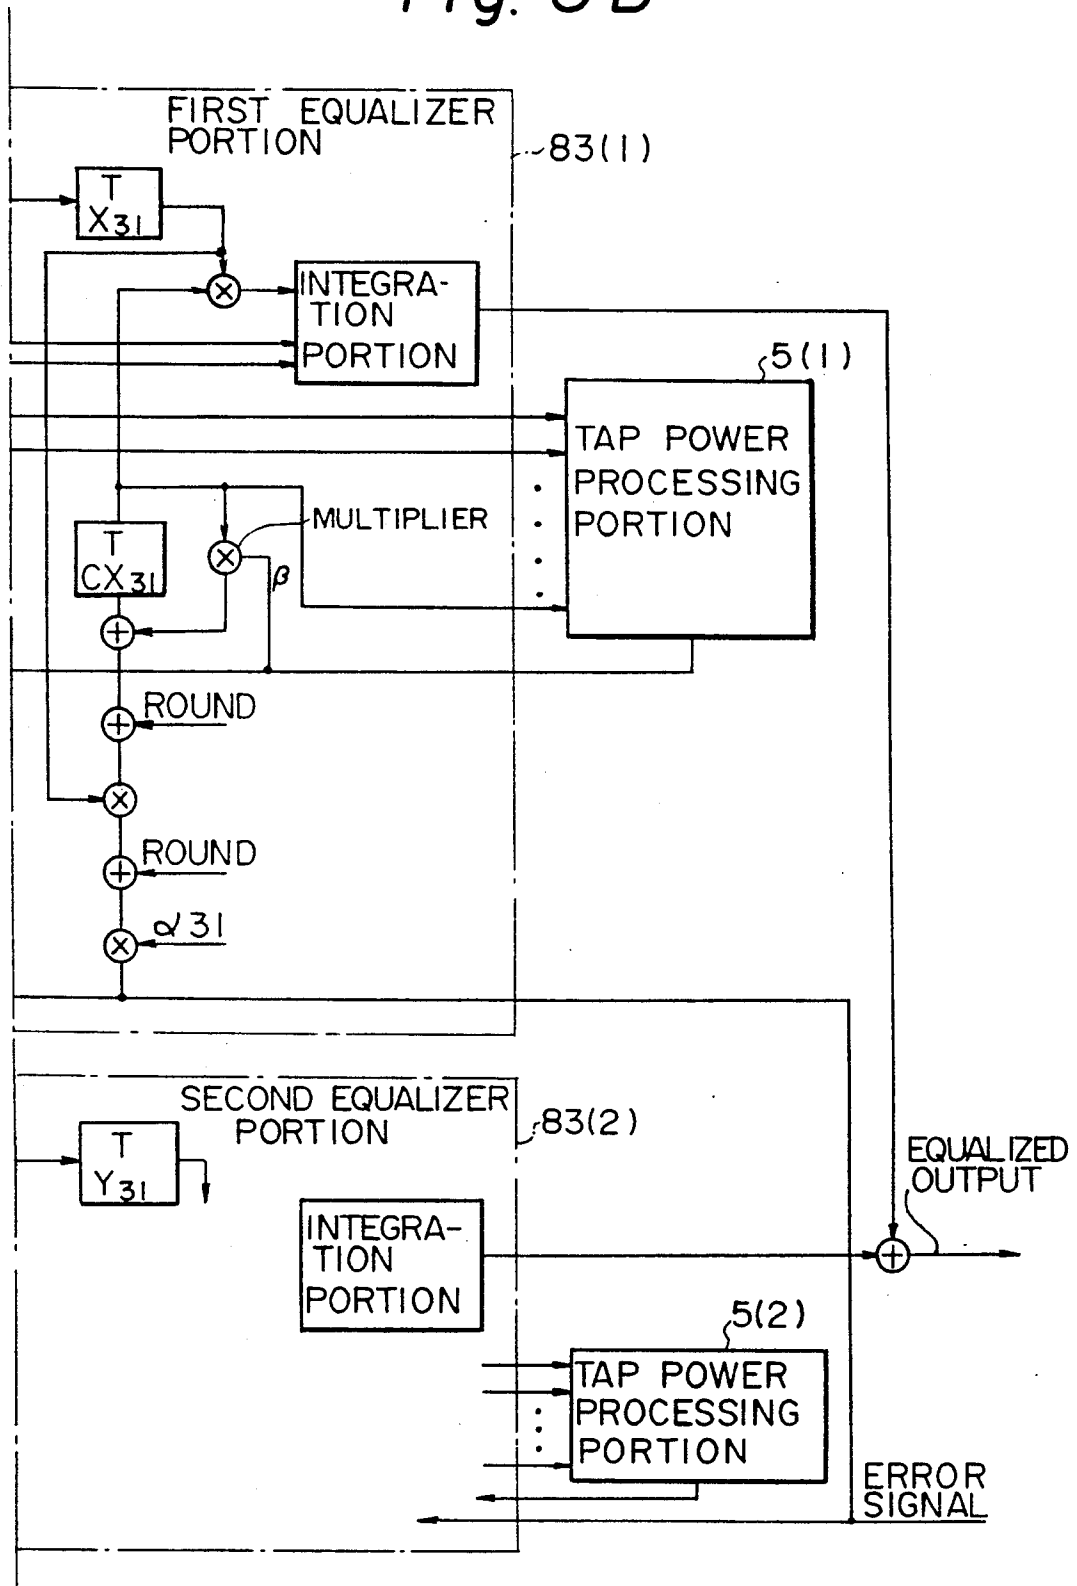 FIRST EQUALIZER
PORTION
83(1)
T
X31
INTEGRA-
TION
PORTION
5(1)
TAP POWER
PROCESSING
PORTION
MULTIPLIER
T
CX31
β
ROUND
ROUND
α31
SECOND EQUALIZER
PORTION
83(2)
T
Y31
EQUALIZED
OUTPUT
INTEGRA-
TION
PORTION
5(2)
TAP POWER
PROCESSING
PORTION
ERROR
SIGNAL